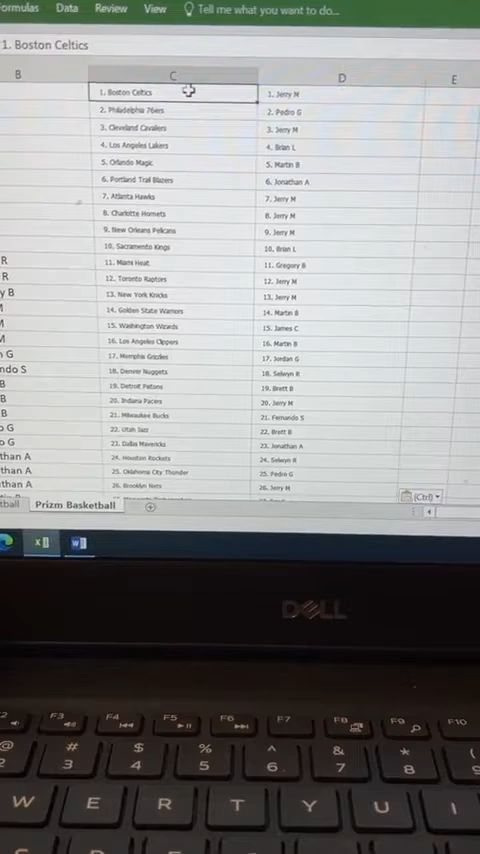 ormulas Data Review View Tell me what you want to do...
1. Boston Celtics
B C D E
1. Boston Celtics 1. Jerry M
2. Philadelphia 76ers 2. Pedro G
3. Cleveland Cavaliers 3. Jerry M
4. Los Angeles Lakers 4. Brian L
5. Orlando Magic 5. Martin B
6. Portland Trail Blazers 6. Jonathan A
7. Atlanta Hawks 7. Jerry M
8. Charlotte Hornets 8. Jerry M
9. New Orleans Pelicans 9. Jerry M
10. Sacramento Kings 10. Brian L
R 11. Miami Heat 11. Gregory B
R 12. Toronto Raptors 12. Jerry M
y B 13. New York Knicks 13. Jerry M
M 14. Golden State Warriors 14. Martin B
M 15. Washington Wizards 15. James C
M 16. Los Angeles Clippers 16. Martin B
n G 17. Memphis Grizzlies 17. Jordan G
ndo S 18. Denver Nuggets 18. Selwyn R
B 19. Detroit Pistons 19. Brett B
B 20. Indiana Pacers 20. Jerry M
B 21. Milwaukee Bucks 21. Fernando S
o G 22. Utah Jazz 22. Brett B
o G 23. Dallas Mavericks 23. Jonathan A
than A 24. Houston Rockets 24. Selwyn R
than A 25. Oklahoma City Thunder 25. Pedro G
than A 26. Brooklyn Nets 26. Jerry M
tball Prizm Basketball
(Ctrl)
DELL
F3 F4 F5 F6 F7 F8 F9 F10
@ # $ % ^ & * (
2 3 4 5 6 7 8 9
W E R T Y U I